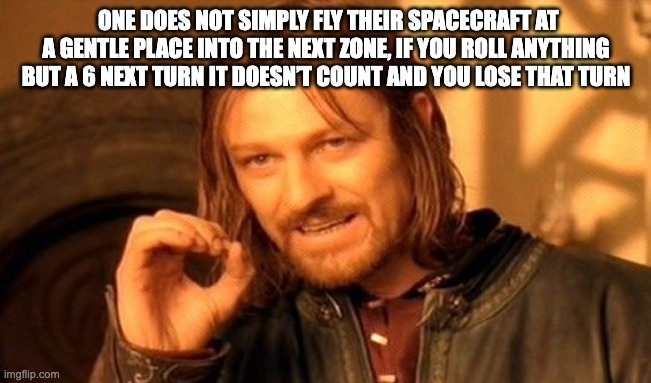 ONE DOES NOT SIMPLY FLY THEIR SPACECRAFT AT
A GENTLE PLACE INTO THE NEXT ZONE, IF YOU ROLL ANYTHING
BUT A 6 NEXT TURN IT DOESN'T COUNT AND YOU LOSE THAT TURN
imgflip.com